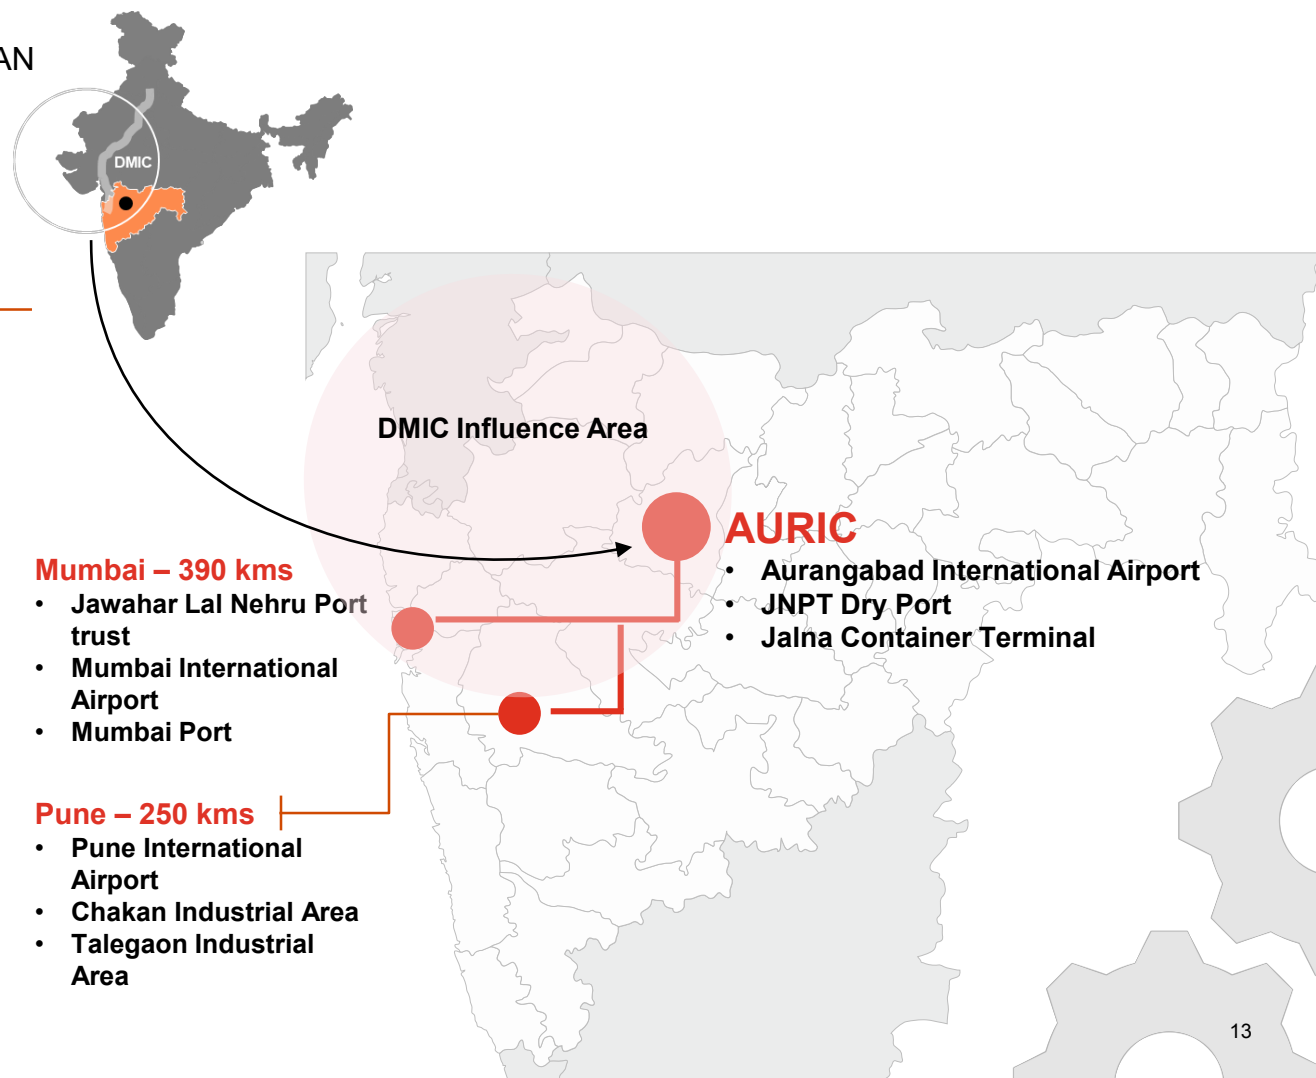 AN
DMIC
DMIC Influence Area
AURIC
• Aurangabad International Airport
• JNPT Dry Port
• Jalna Container Terminal
Mumbai – 390 kms
• Jawahar Lal Nehru Port
trust
• Mumbai International
Airport
• Mumbai Port
Pune – 250 kms
• Pune International
Airport
• Chakan Industrial Area
• Talegaon Industrial
Area
13